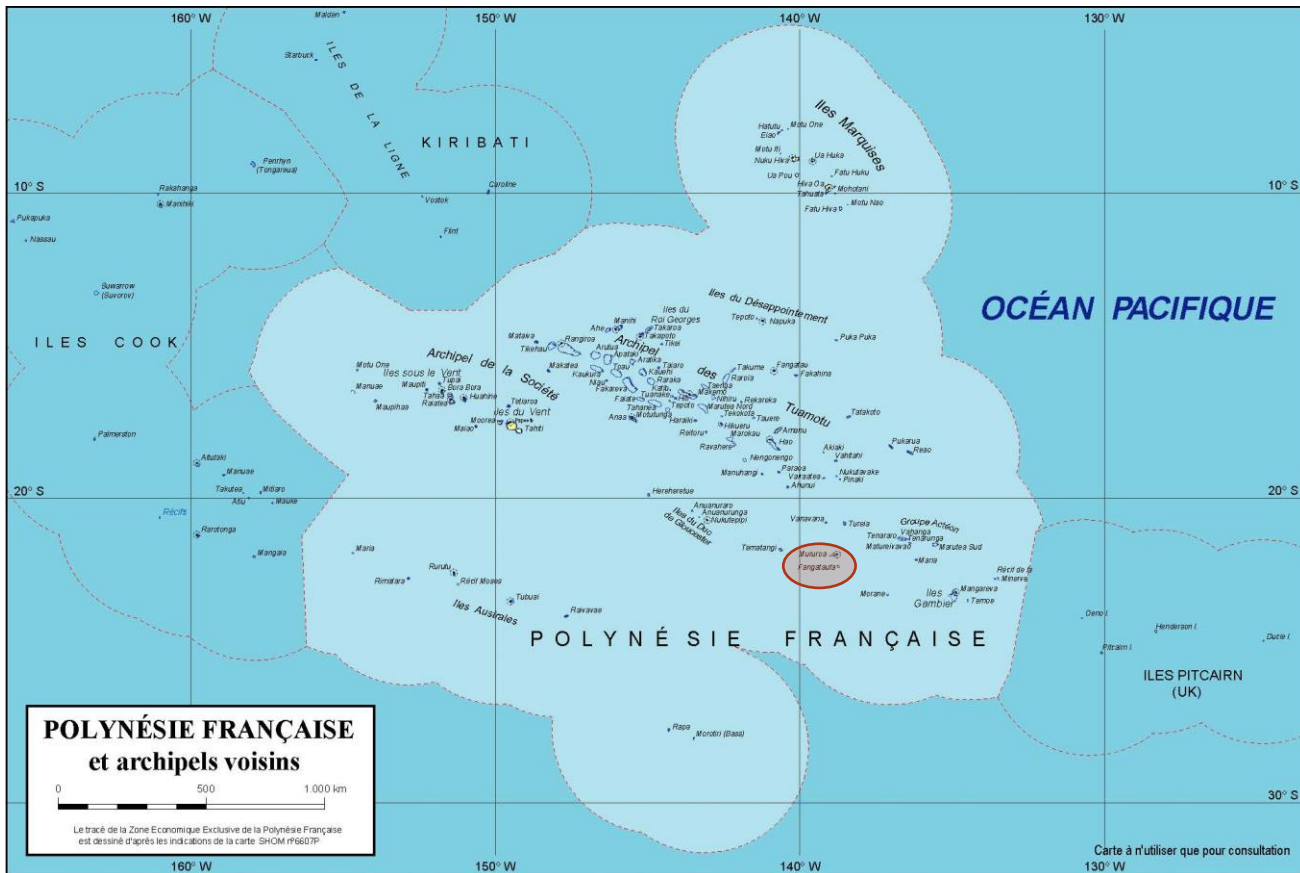 160° W
150° W
140° W
130° W
Malden
Starbuck
ILES DE LA LIGNE
KIRIBATI
Penrhyn
(Tongareva)
Rakahanga
Manihiki
Pukapuka
Nassau
Caroline
Vostok
Flint
Suwarrow
(Suvorov)
ILES COOK
10° S
10° S
Iles Marquises
Hatutu
Motu One
Eiao
Motu Iti
Nuku Hiva
Ua Huka
Ua Pou
Fatu Huku
Hiva Oa
Mohotani
Tahuata
Motu Nao
Fatu Hiva
OCÉAN PACIFIQUE
Iles du Désappointement
Tepoto
Napuka
Puka Puka
Iles du
Roi Georges
Manihi
Ahe
Takaroa
Takapoto
Tikei
Mataiva
Tikehau
Rangiroa
Arutua
Apataki
Aratika
Archipel
des
Tuamotu
Makatea
Kaukura
Niau
Toau
Kauehi
Taiaro
Raraka
Fakareva
Katiu
Tuanake
Hiti
Makemo
Taenga
Takume
Raroia
Fangatau
Fakahina
Faiate
Tahanea
Tepoto
Marutea Nord
Nihiru
Rekareka
Anaa
Motutunga
Haraiki
Tekokota
Tauere
Tatakoto
Reitoru
Hikueru
Marokau
Amanu
Ravahere
Hao
Akiaki
Pukarua
Reao
Nengonengo
Vahitahi
Manuhangi
Paraoa
Vairaatea
Nukutavake
Pinaki
Ahunui
Archipel de la Société
Motu One
Iles sous le Vent
Manuae
Maupiti
Tupai
Bora Bora
Tahaa
Raiatea
Huahine
Maupihaa
Tetiaroa
Iles du Vent
Moorea
Maiao
Tahiti
Palmerston
Aitutaki
Manuae
Takutea
Mitiaro
Atiu
Mauke
Récifs
Rarotonga
Mangaia
20° S
20° S
Hereheretue
Anuanuraro
Anuanurunga
Nukutepipi
Iles du Duc
de Gloucester
Vanavana
Tureia
Groupe Actéon
Vahanga
Tenararo
Tenarunga
Matureivavao
Marutea Sud
Tematangi
Mururoa
Fangataufa
Maria
Récif de la
Minerve
Morane
Mangareva
Iles
Gambier
Temoe
Maria
Rimatara
Rurutu
Récif Moses
Tubuai
Iles Australes
Raivavae
POLYNÉSIE FRANÇAISE
Oeno I.
Henderson I.
Ducie I.
Pitcairn I.
ILES PITCAIRN
(UK)
Rapa
Morotiri (Bass)
POLYNÉSIE FRANÇAISE
et archipels voisins
0 500 1.000 km
Le tracé de la Zone Economique Exclusive de la Polynésie Française
est dessiné d'après les indications de la carte SHOM nº6607P
30° S
30° S
Carte à n'utiliser que pour consultation
160° W
150° W
140° W
130° W